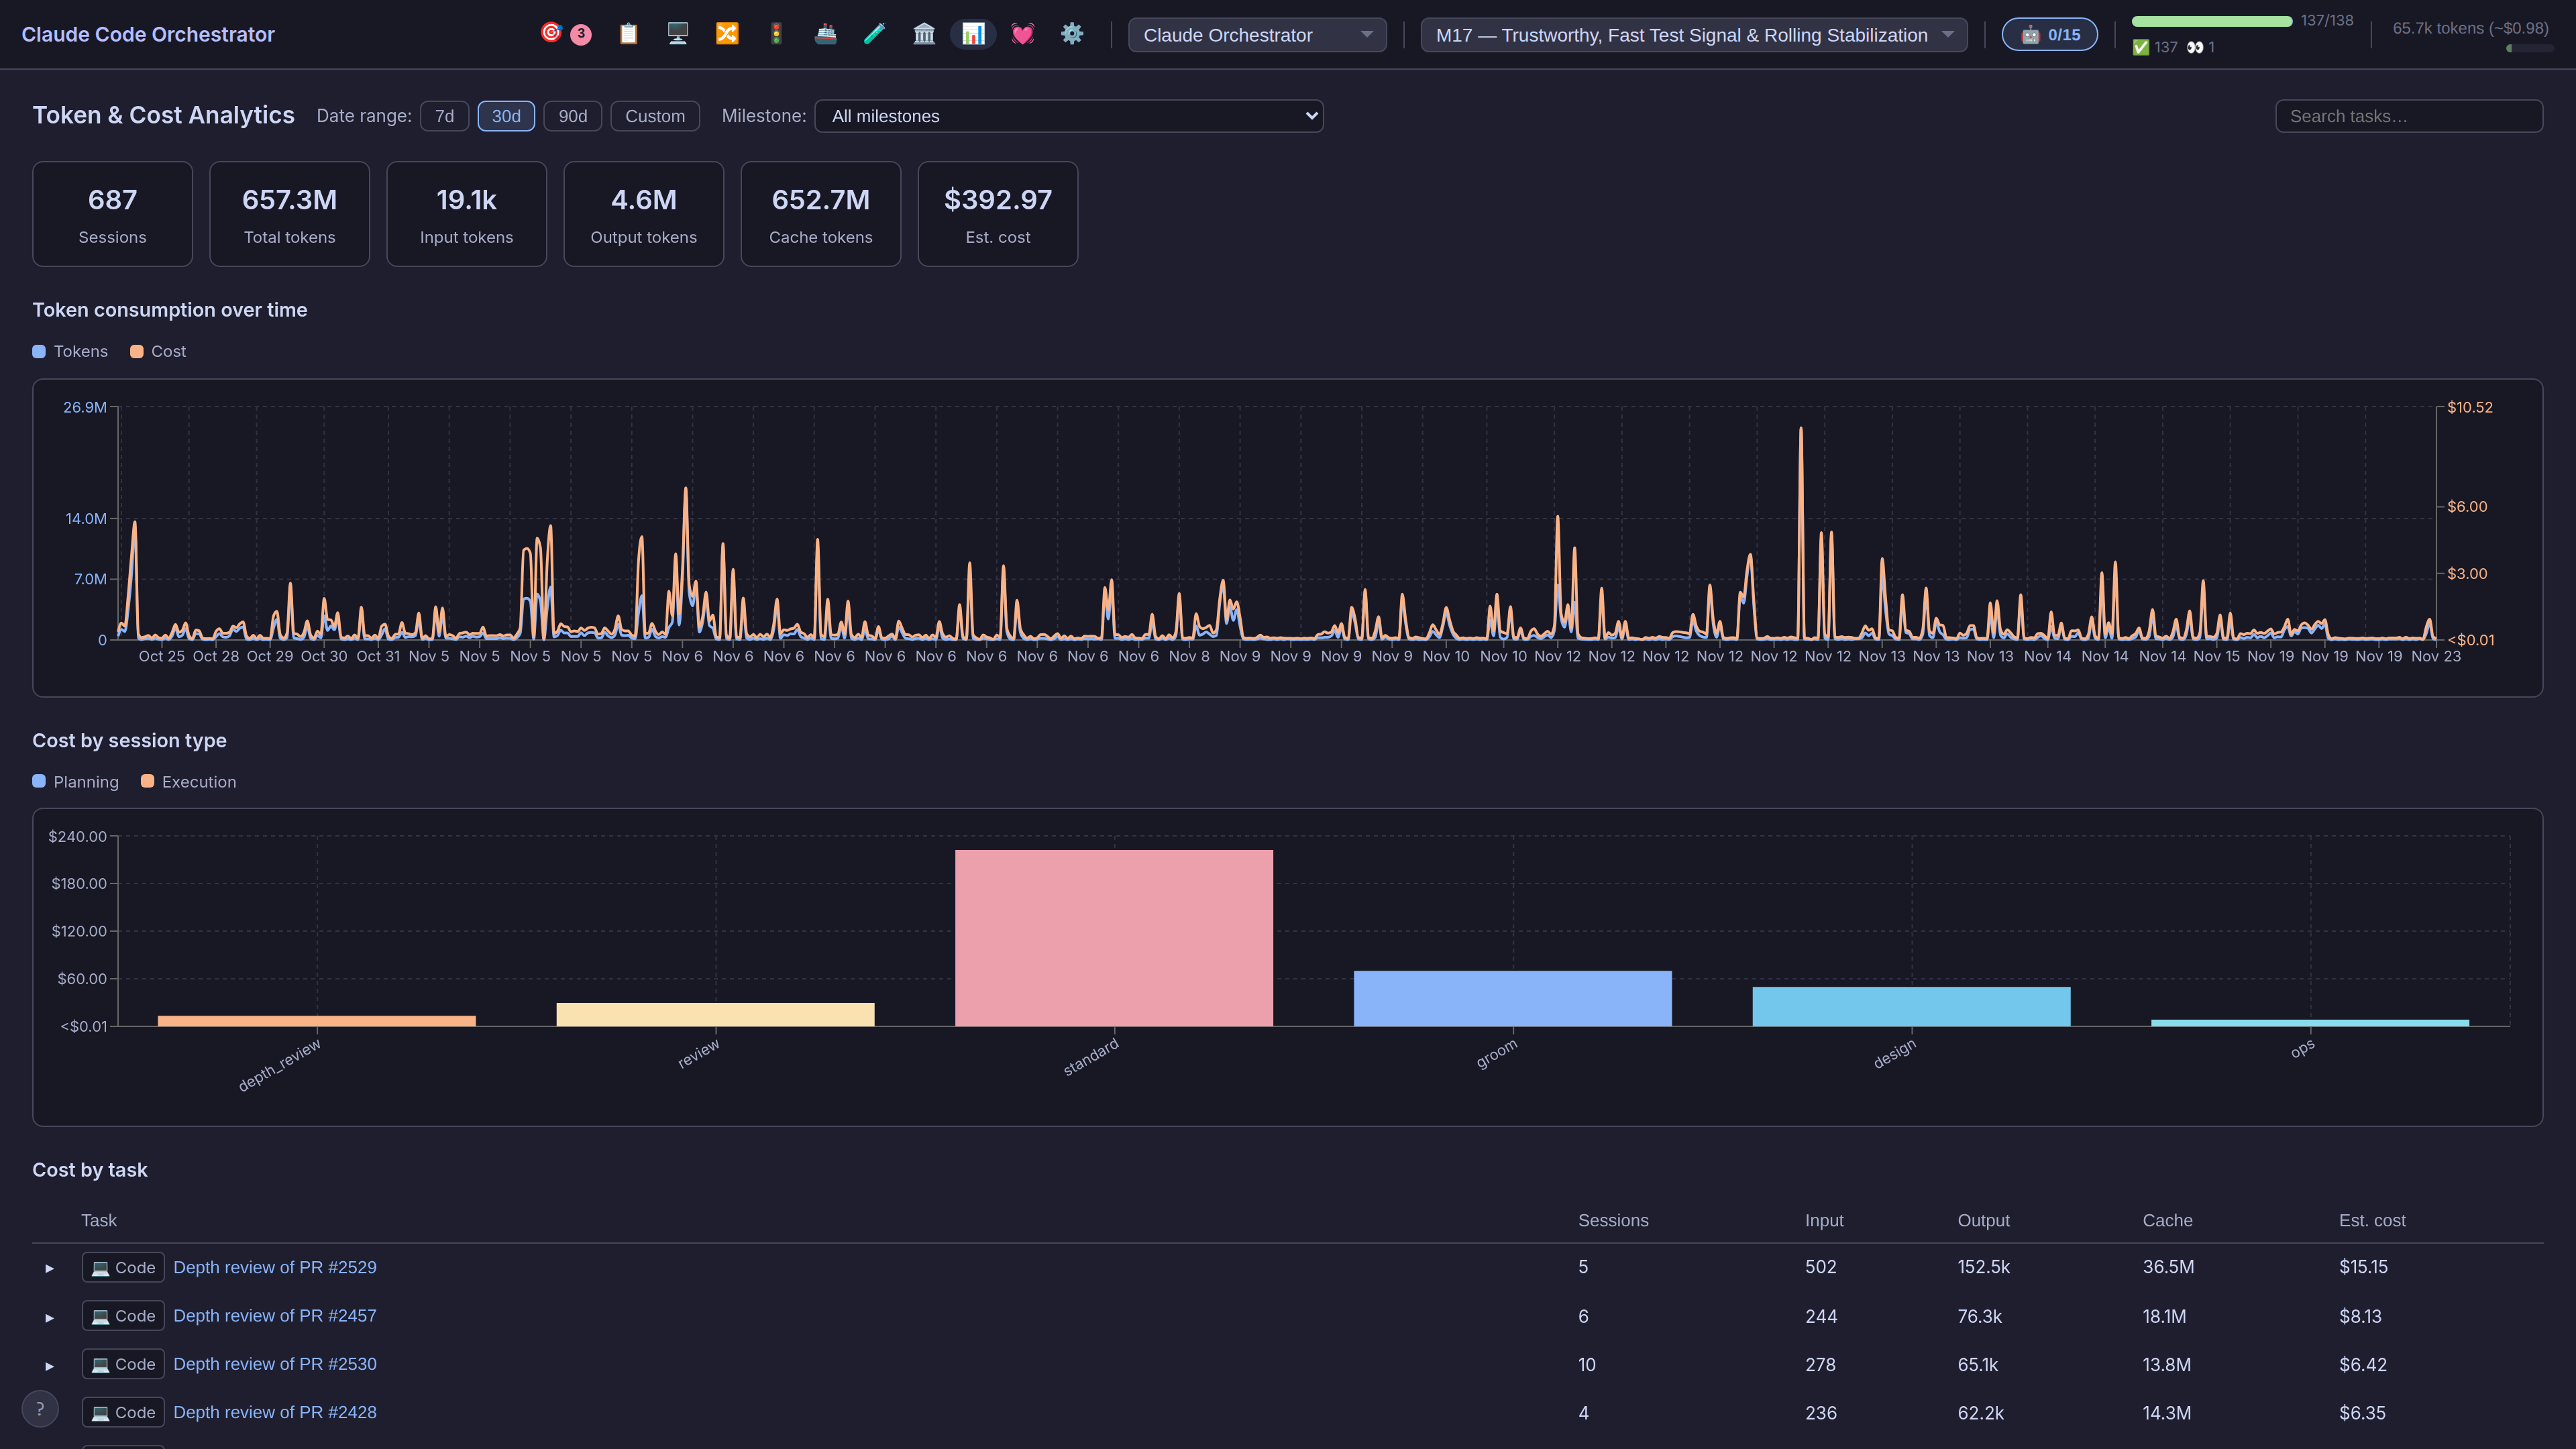 Claude Code Orchestrator
3
Claude Orchestrator
M17 — Trustworthy, Fast Test Signal & Rolling Stabilization
0/15
137/138
137 1
65.7k tokens (~$0.98)
Token & Cost Analytics
Date range: 7d 30d 90d Custom
Milestone: All milestones
Search tasks…
687 657.3M 19.1k 4.6M 652.7M $392.97
Sessions Total tokens Input tokens Output tokens Cache tokens Est. cost
Token consumption over time
Tokens Cost
26.9M $10.52
14.0M $6.00
7.0M $3.00
0 <$0.01
Oct 25 Oct 28 Oct 29 Oct 30 Oct 31 Nov 5 Nov 5 Nov 5 Nov 5 Nov 5 Nov 6 Nov 6 Nov 6 Nov 6 Nov 6 Nov 6 Nov 6 Nov 6 Nov 6 Nov 6 Nov 8 Nov 9 Nov 9 Nov 9 Nov 9 Nov 10 Nov 10 Nov 12 Nov 12 Nov 12 Nov 12 Nov 12 Nov 12 Nov 13 Nov 13 Nov 13 Nov 14 Nov 14 Nov 14 Nov 15 Nov 19 Nov 19 Nov 19 Nov 23
Cost by session type
Planning Execution
$240.00
$180.00
$120.00
$60.00
<$0.01
depth_review review standard groom design ops
Cost by task
Task Sessions Input Output Cache Est. cost
Code Depth review of PR #2529 5 502 152.5k 36.5M $15.15
Code Depth review of PR #2457 6 244 76.3k 18.1M $8.13
Code Depth review of PR #2530 10 278 65.1k 13.8M $6.42
Code Depth review of PR #2428 4 236 62.2k 14.3M $6.35
?